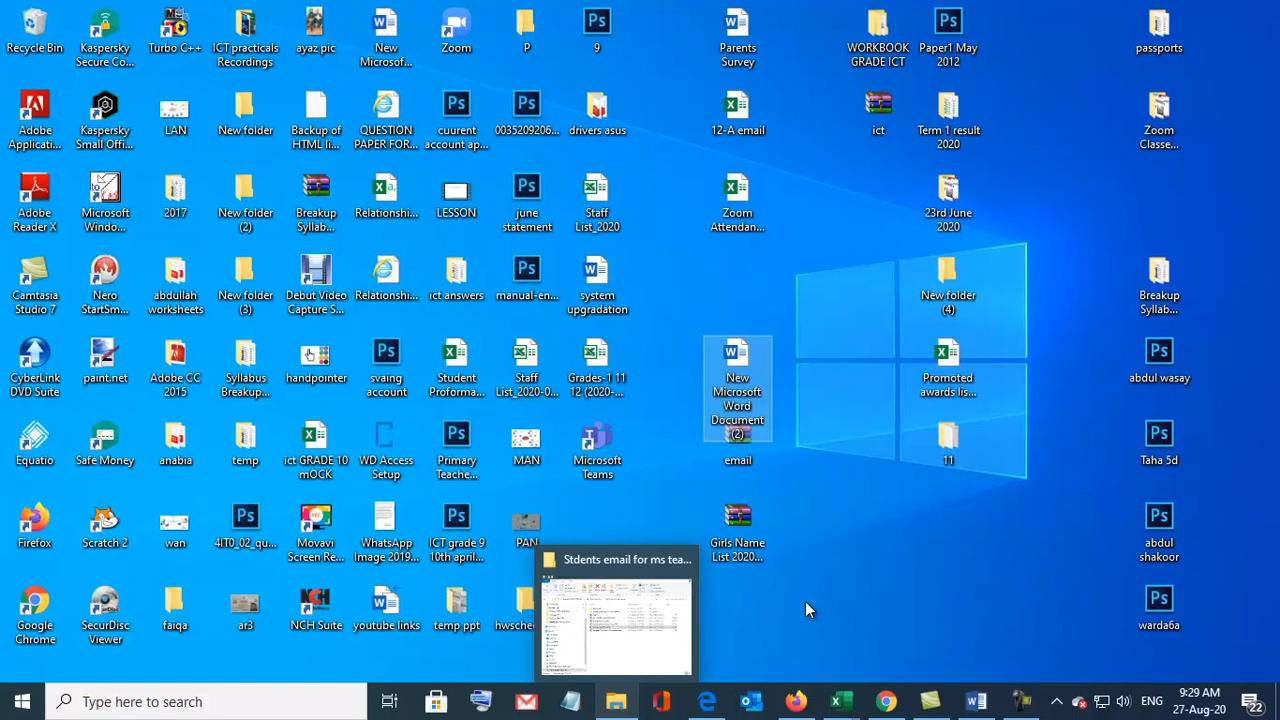 Recycle Bin
Kaspersky
Secure Co...
Turbo C++
ICT practicals
Recordings
ayaz pic
New
Microsof...
Zoom
P
9
Parents
Survey
WORKBOOK
GRADE ICT
Paper1 May
2012
passports
Adobe
Applicati...
Kaspersky
Small Offi...
LAN
New folder
Backup of
HTML li...
QUESTION
PAPER FOR...
cuurent
account ap...
0035209206...
drivers asus
12-A email
ict
Term 1 result
2020
Zoom
Classe...
Adobe
Reader X
Microsoft
Windo...
2017
New folder
(2)
Breakup
Syllab...
Relationshi...
LESSON
june
statement
Staff
List_2020
Zoom
Attendan...
23rd June
2020
Camtasia
Studio 7
Nero
StartSm...
abdullah
worksheets
New folder
(3)
Debut Video
Capture S...
Relationshi...
ict answers
manual-en...
system
upgradation
New folder
(4)
Breakup
Syllab...
CyberLink
DVD Suite
paint.net
Adobe CC
2015
Syllabus
Breakup...
handpointer
svaing
account
Student
Proforma...
Staff
List_2020-0...
Grades-1 11
12 (2020-...
New
Microsoft
Word
Document
(2)
Promoted
awards lis...
abdul wasay
Equatio
Safe Money
anabia
temp
ict GRADE 10
mOCK
WD Access
Setup
Primary
Teache...
MAN
Microsoft
Teams
email
11
Taha 5d
Firefox
Scratch 2
wan
4IT0_02_qu...
Movavi
Screen Re...
WhatsApp
Image 2019...
ICT grade 9
10th april...
PAN
Girls Name
List 2020...
abdul
shakoor
Stdents email for ms tea...
Google
Chrome
NetDisc
Viewer
raiqa
ar3
NCH Suite
links
temp ppt
hwsche
warda6a
Type here to search
ENG
9:29 AM
27-Aug-20
22